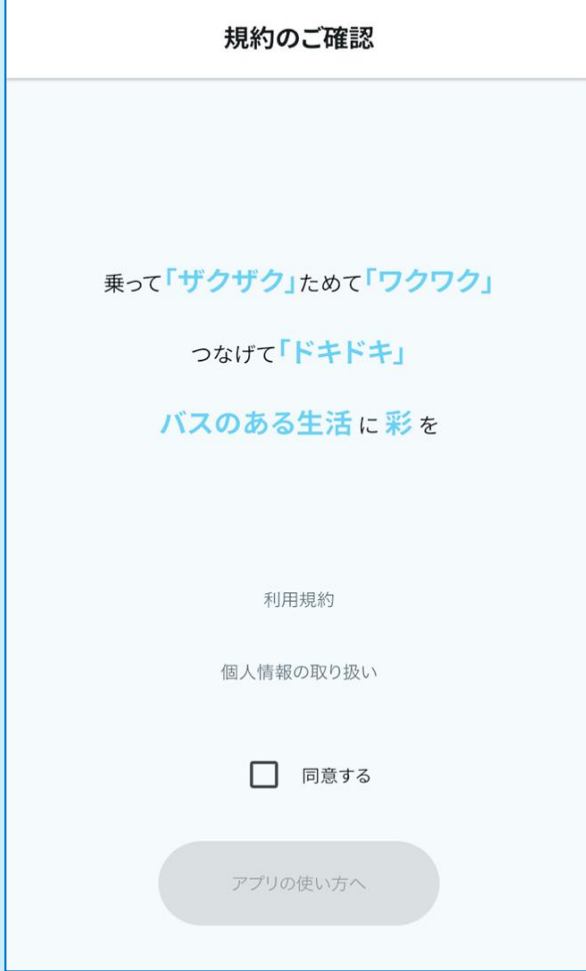 規約のご確認
乗って「ザクザク」ためて「ワクワク」
つなげて「ドキドキ」
バスのある生活 に 彩 を
利用規約
個人情報の取り扱い
同意する
アプリの使い方へ